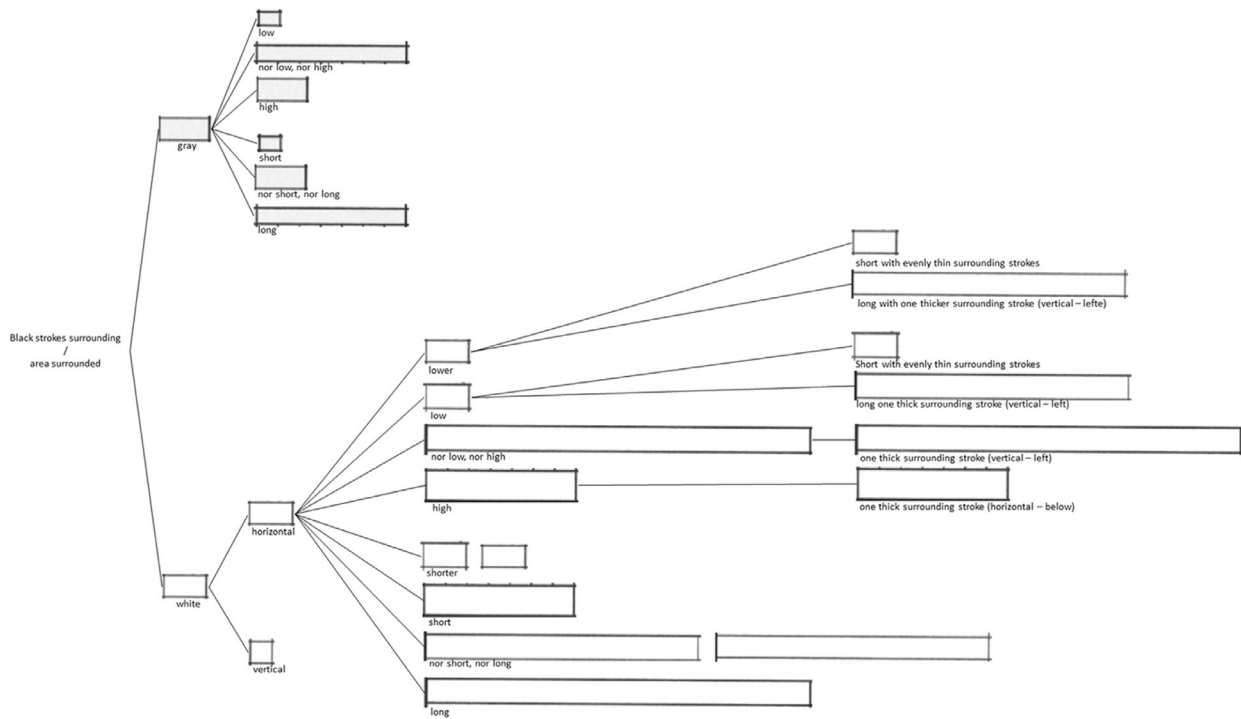 low
nor low, nor high
high
gray
short
nor short, nor long
long
Black strokes surrounding
/
area surrounded
short with evenly thin surrounding strokes
long with one thicker surrounding stroke (vertical – lefte)
lower
Short with evenly thin surrounding strokes
low
long one thick surrounding stroke (vertical – left)
nor low, nor high
one thick surrounding stroke (vertical – left)
high
one thick surrounding stroke (horizontal – below)
horizontal
shorter
white
short
vertical
nor short, nor long
long